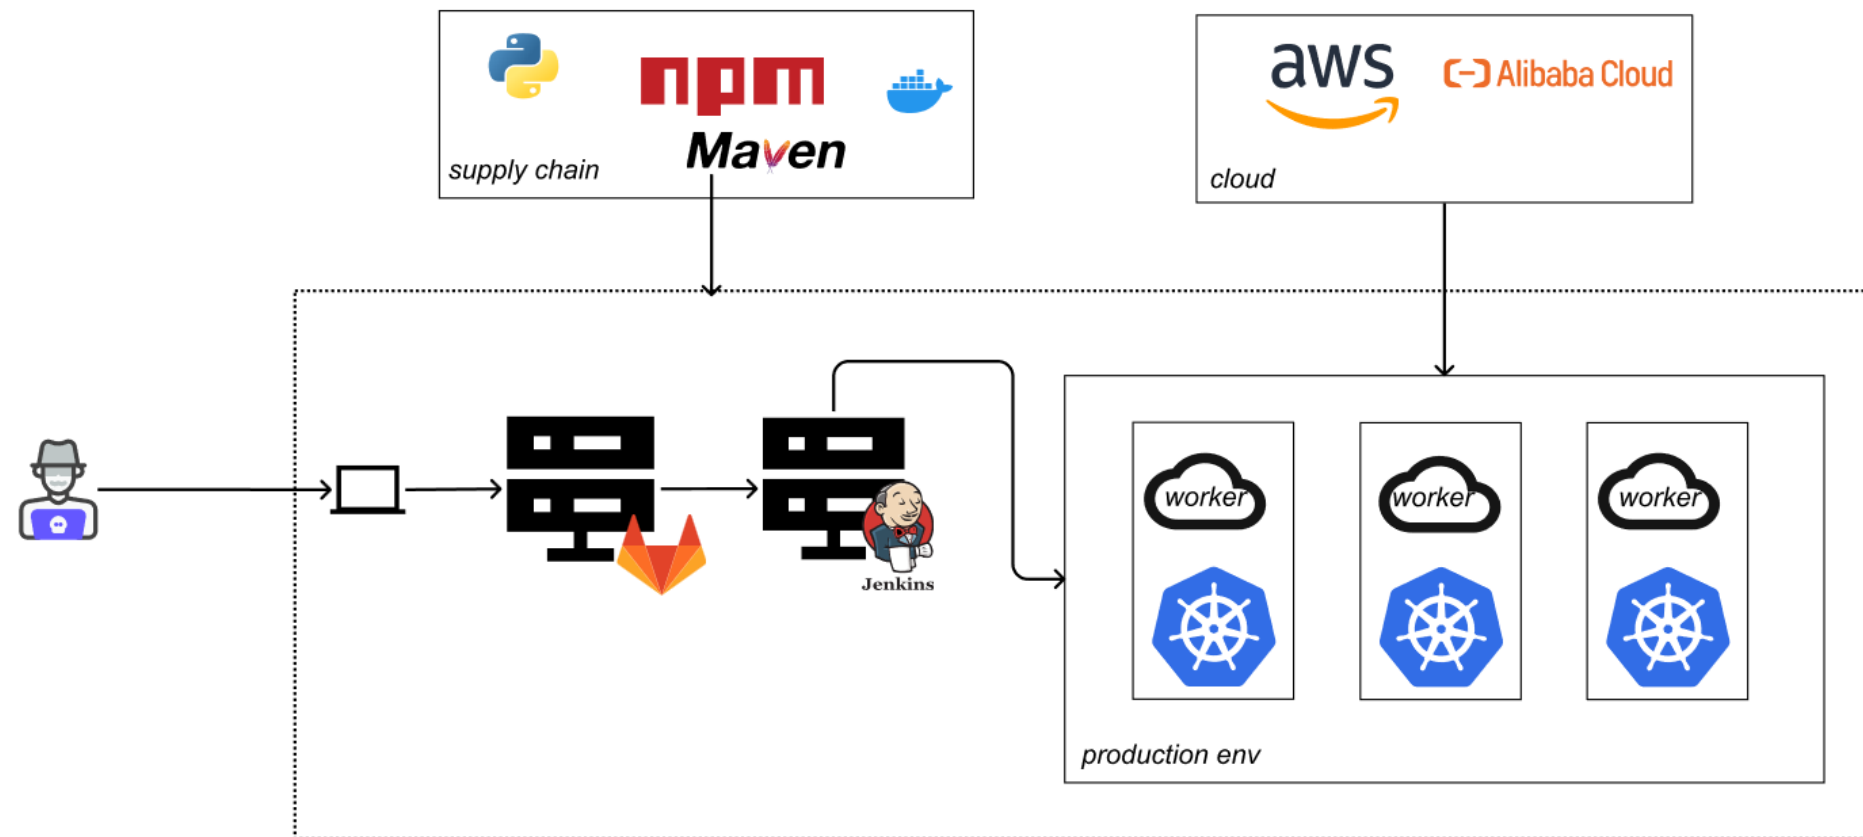 npm
Maven
supply chain
aws
Alibaba Cloud
cloud
Jenkins
worker
worker
worker
production env